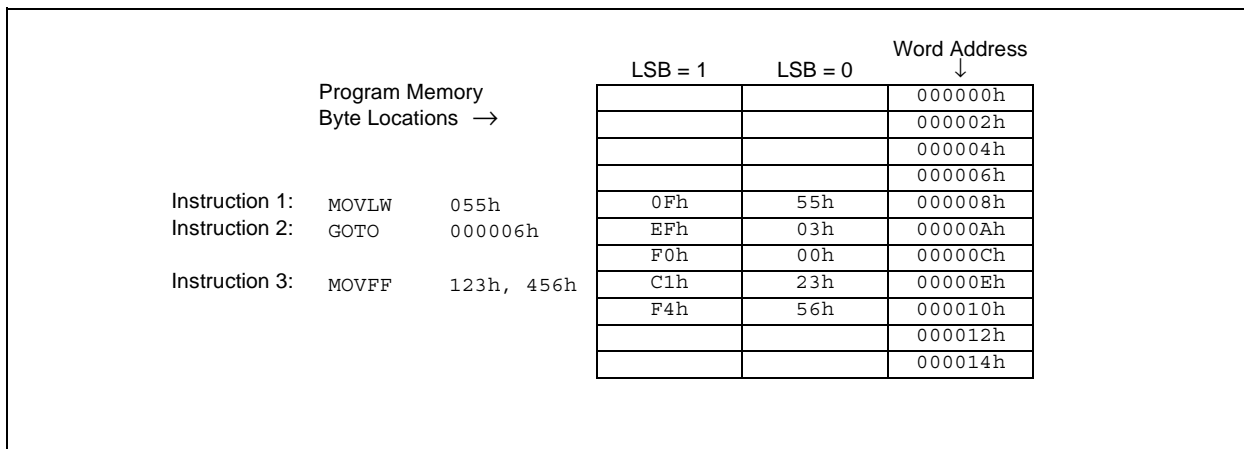 Word Address
LSB = 1 LSB = 0 ↓
Program Memory 000000h
Byte Locations → 000002h
000004h
000006h
Instruction 1: MOVLW 055h 0Fh 55h 000008h
Instruction 2: GOTO 000006h EFh 03h 00000Ah
F0h 00h 00000Ch
Instruction 3: MOVFF 123h, 456h C1h 23h 00000Eh
F4h 56h 000010h
000012h
000014h